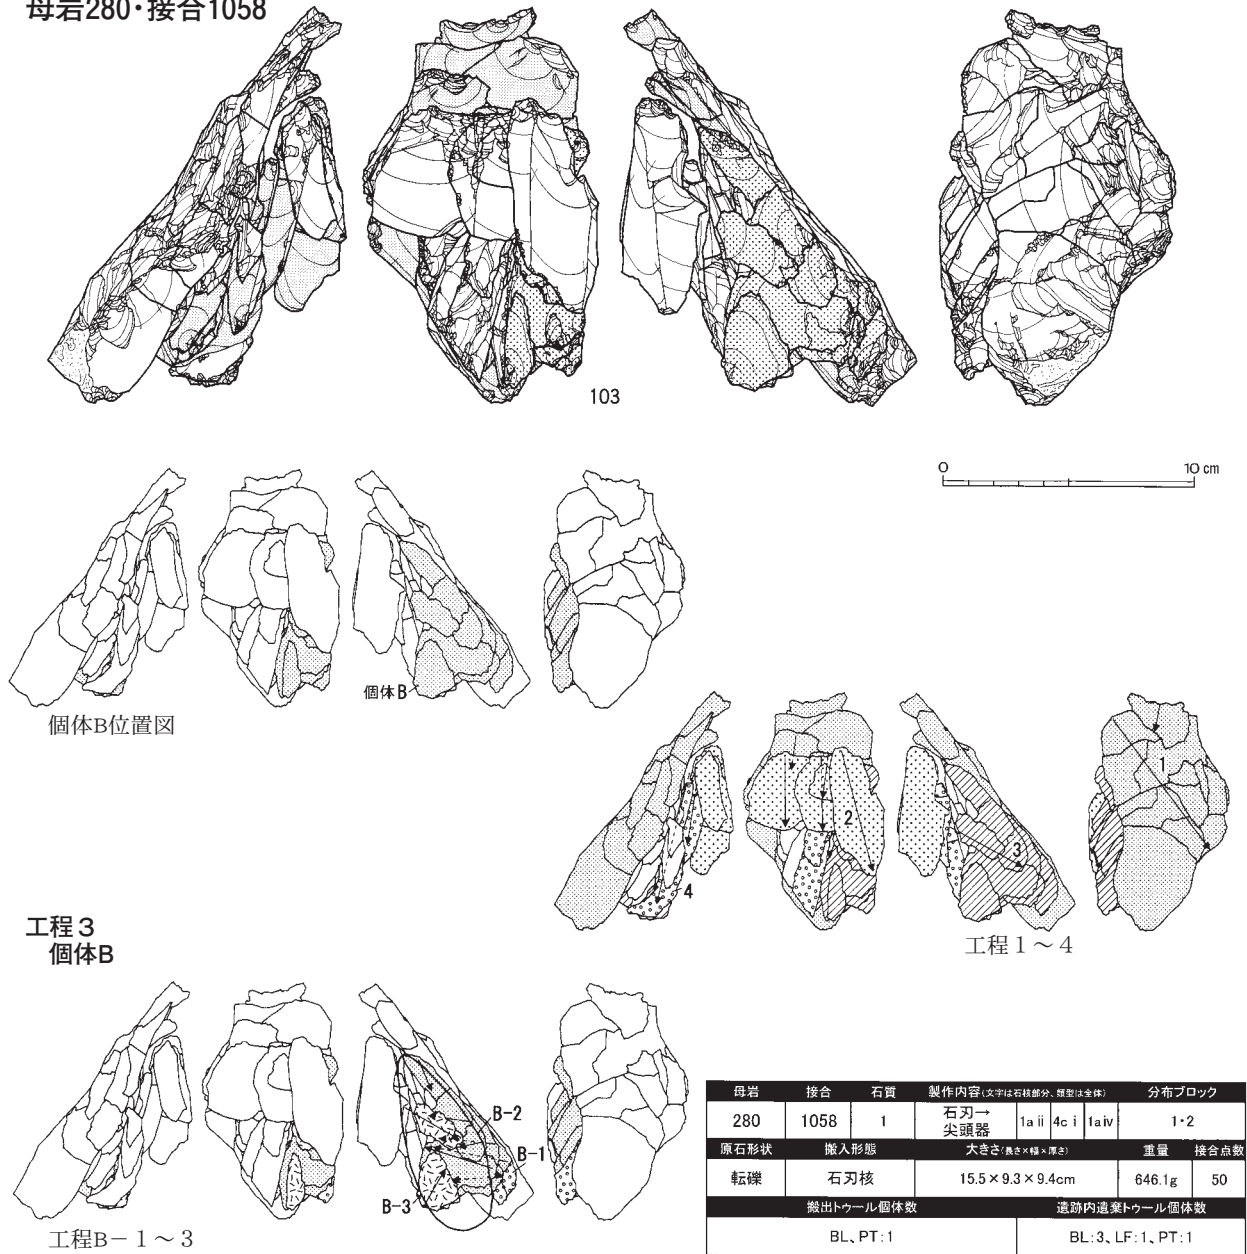 母岩280・接合1058
103
0 10 cm
個体B
個体B位置図
1
2
3
4
工程1～4
工程3
個体B
B-2
B-1
B-3
工程B－1～3
母岩 接合 石質 製作内容(文字は石核部分、類型は全体) 分布ブロック
280 1058 1 石刃→尖頭器 1aⅱ 4cⅰ 1aⅳ 1・2
原石形状 搬入形態 大きさ(長さ×幅×厚さ) 重量 接合点数
転礫 石刃核 15.5×9.3×9.4cm 646.1g 50
搬出トゥール個体数 遺跡内遺棄トゥール個体数
BL、PT:1 BL:3、LF:1、PT:1